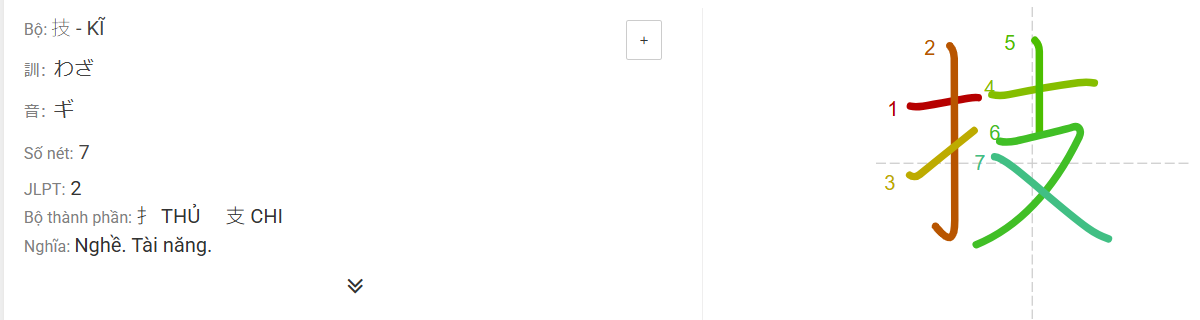 Bộ: 技 - KĨ
訓: わざ
音: ギ
Số nét: 7
JLPT: 2
Bộ thành phần: 扌 THỦ 支 CHI
Nghĩa: Nghề. Tài năng.
+
技
1
2
3
4
5
6
7